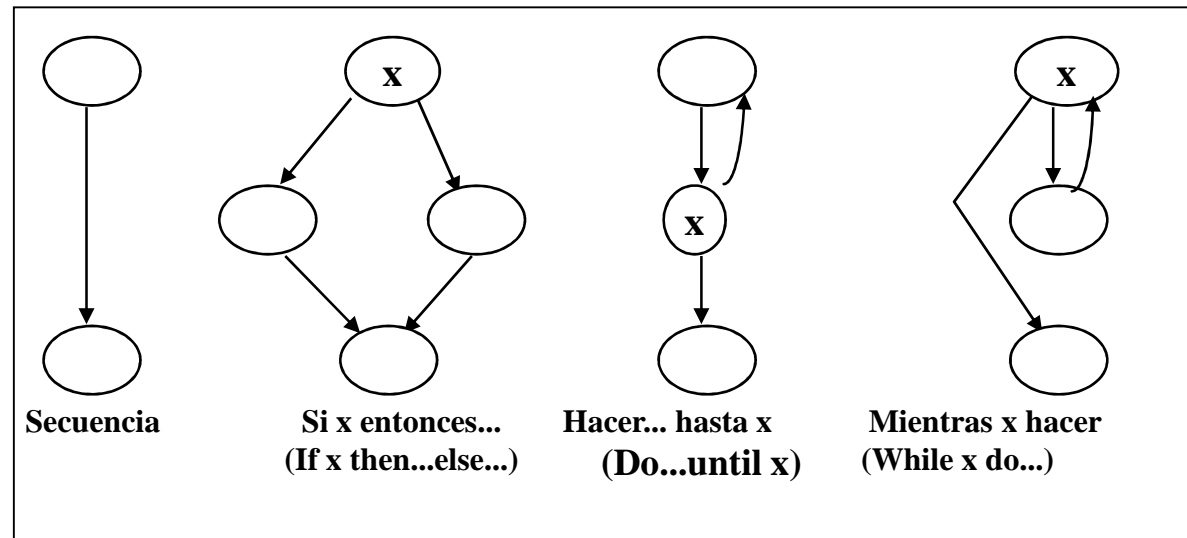 x
x
x
Secuencia
Si x entonces...
(If x then...else...)
Hacer... hasta x
(Do...until x)
Mientras x hacer
(While x do...)